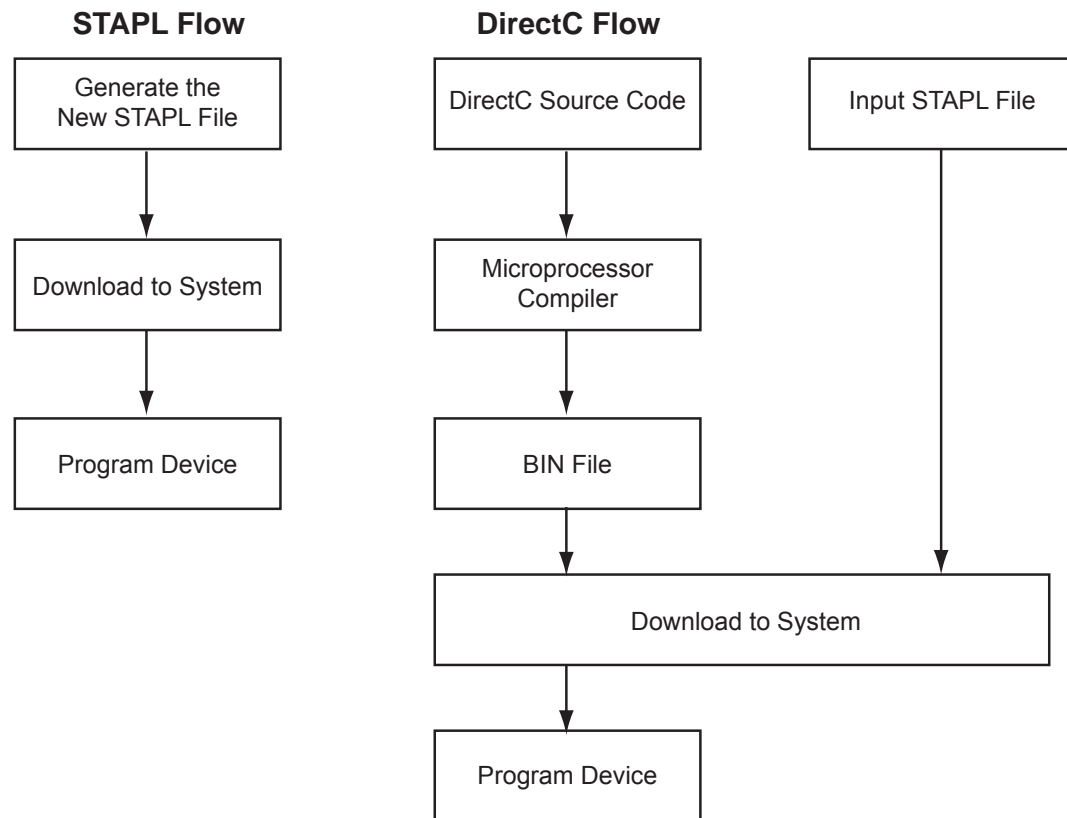 STAPL Flow
Generate the
New STAPL File
Download to System
Program Device
DirectC Flow
DirectC Source Code
Input STAPL File
Microprocessor
Compiler
BIN File
Download to System
Program Device